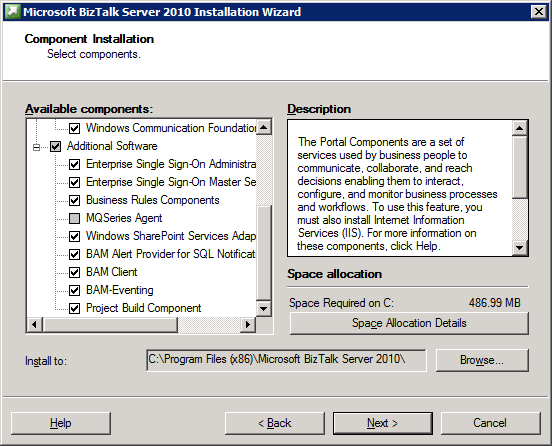 Microsoft BizTalk Server 2010 Installation Wizard
Component Installation
Select components.
Available components:
Windows Communication Foundation
Additional Software
Enterprise Single Sign-On Administra
Enterprise Single Sign-On Master Se
Business Rules Components
MQSeries Agent
Windows SharePoint Services Adap
BAM Alert Provider for SQL Notificati
BAM Client
BAM-Eventing
Project Build Component
Description
The Portal Components are a set of
services used by business people to
communicate, collaborate, and reach
decisions enabling them to interact,
configure, and monitor business processes
and workflows. To use this feature, you
must also install Internet Information
Services (IIS). For more information on
these components, click Help.
Space allocation
Space Required on C: 486.99 MB
Space Allocation Details
Install to: C:\Program Files (x86)\Microsoft BizTalk Server 2010\ Browse...
Help < Back Next > Cancel